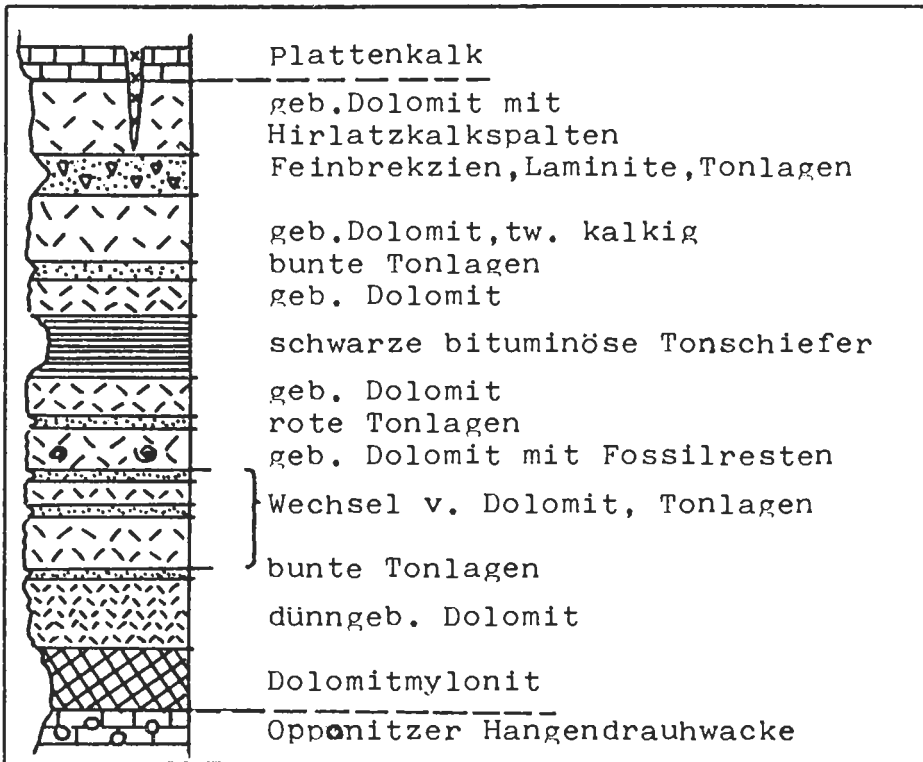 Plattenkalk
geb.Dolomit mit
Hirlatzkalkspalten
Feinbrekzien,Laminite,Tonlagen
geb.Dolomit,tw. kalkig
bunte Tonlagen
geb. Dolomit
schwarze bituminöse Tonschiefer
geb. Dolomit
rote Tonlagen
geb. Dolomit mit Fossilresten
Wechsel v. Dolomit, Tonlagen
bunte Tonlagen
dünngeb. Dolomit
Dolomitmylonit
Opponitzer Hangendrauhwacke